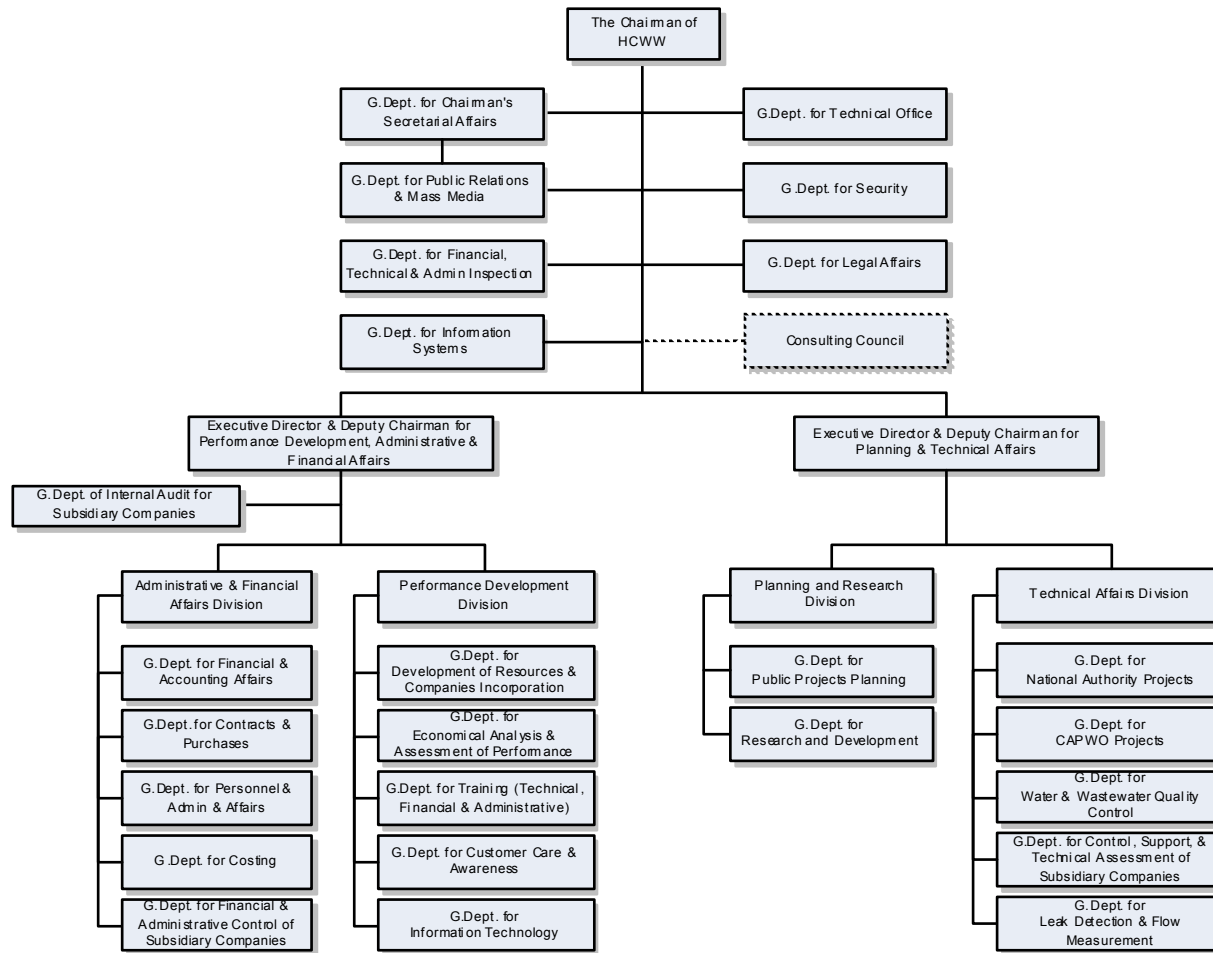 The Chairman of
HCWW
G.Dept. for Chairman's
Secretarial Affairs
G.Dept. for Technical Office
G.Dept. for Public Relations
& Mass Media
G.Dept. for Security
G.Dept. for Financial,
Technical & Admin Inspection
G.Dept. for Legal Affairs
G.Dept. for Information
Systems
Consulting Council
Executive Director & Deputy Chairman for
Performance Development, Administrative &
Financial Affairs
Executive Director & Deputy Chairman for
Planning & Technical Affairs
G.Dept. of Internal Audit for
Subsidiary Companies
Administrative & Financial
Affairs Division
G.Dept. for Financial &
Accounting Affairs
G.Dept. for Contracts &
Purchases
G.Dept. for Personnel &
Admin & Affairs
G.Dept. for Costing
G.Dept. for Financial &
Administrative Control of
Subsidiary Companies
Performance Development
Division
G.Dept. for
Development of Resources &
Companies Incorporation
G.Dept. for
Economical Analysis &
Assessment of Performance
G.Dept. for Training (Technical,
Financial & Administrative)
G.Dept. for Customer Care &
Awareness
G.Dept. for
Information Technology
Planning and Research
Division
G.Dept. for
Public Projects Planning
G.Dept. for
Research and Development
Technical Affairs Division
G.Dept. for
National Authority Projects
G.Dept. for
CAPWO Projects
G.Dept. for
Water & Wastewater Quality
Control
G.Dept. for Control, Support, &
Technical Assessment of
Subsidiary Companies
G.Dept. for
Leak Detection & Flow
Measurement